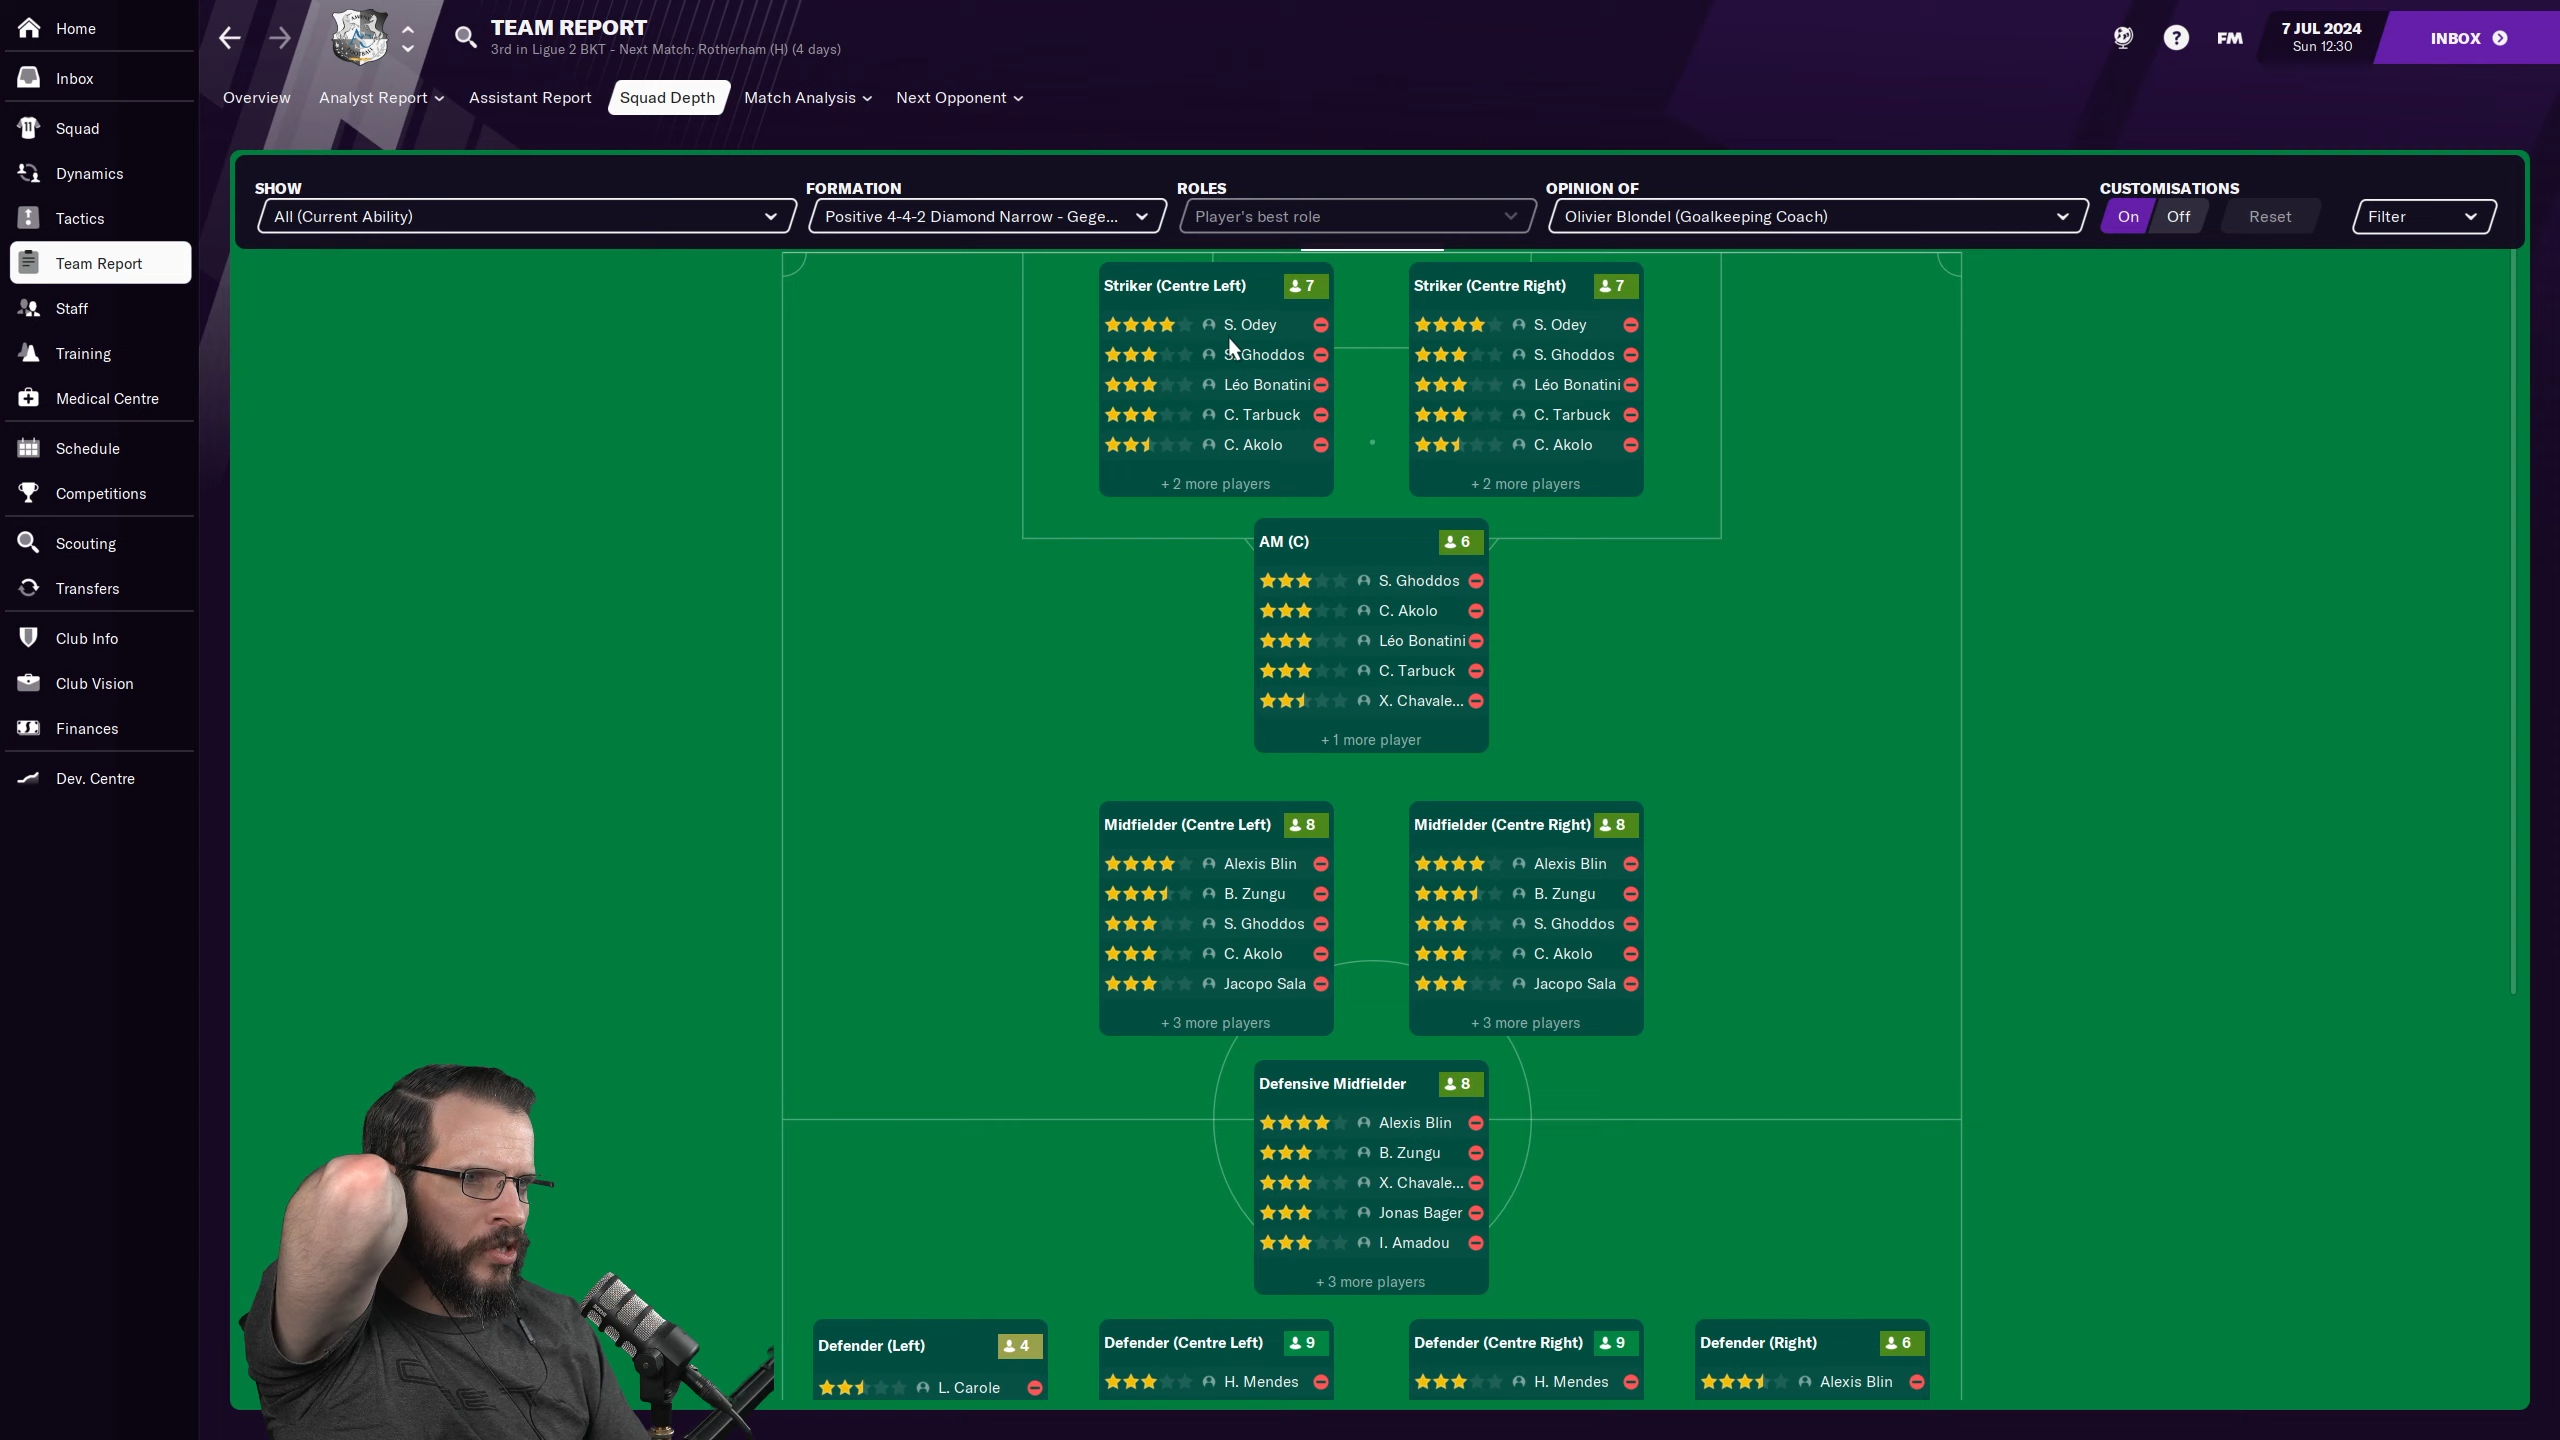 Home
Inbox
Squad
Dynamics
Tactics
Team Report
Staff
Training
Medical Centre
Schedule
Competitions
Scouting
Transfers
Club Info
Club Vision
Finances
Dev. Centre
TEAM REPORT
3rd in Ligue 2 BKT - Next Match: Rotherham (H) (4 days)
FM
7 JUL 2024
Sun 12:30
INBOX
Overview
Analyst Report
Assistant Report
Squad Depth
Match Analysis
Next Opponent
SHOW
All (Current Ability)
FORMATION
Positive 4-4-2 Diamond Narrow - Gege...
ROLES
Player's best role
OPINION OF
Olivier Blondel (Goalkeeping Coach)
CUSTOMISATIONS
On Off Reset
Filter
Striker (Centre Left) 7
S. Odey
S. Ghoddos
Léo Bonatini
C. Tarbuck
C. Akolo
+ 2 more players
Striker (Centre Right) 7
S. Odey
S. Ghoddos
Léo Bonatini
C. Tarbuck
C. Akolo
+ 2 more players
AM (C) 6
S. Ghoddos
C. Akolo
Léo Bonatini
C. Tarbuck
X. Chavale...
+ 1 more player
Midfielder (Centre Left) 8
Alexis Blin
B. Zungu
S. Ghoddos
C. Akolo
Jacopo Sala
+ 3 more players
Midfielder (Centre Right) 8
Alexis Blin
B. Zungu
S. Ghoddos
C. Akolo
Jacopo Sala
+ 3 more players
Defensive Midfielder 8
Alexis Blin
B. Zungu
X. Chavale...
Jonas Bager
I. Amadou
+ 3 more players
Defender (Left) 4
L. Carole
Defender (Centre Left) 9
H. Mendes
Defender (Centre Right) 9
H. Mendes
Defender (Right) 6
Alexis Blin